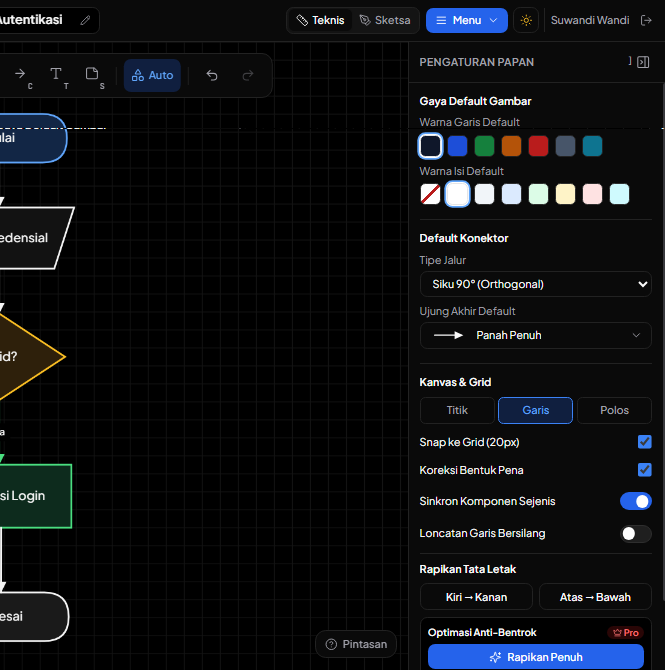 Autentikasi
Teknis
Sketsa
Menu
Suwandi Wandi
C
T
S
Auto
PENGATURAN PAPAN
]
Gaya Default Gambar
Warna Garis Default
Warna Isi Default
Default Konektor
Tipe Jalur
Siku 90° (Orthogonal)
Ujung Akhir Default
Panah Penuh
Kanvas & Grid
Titik
Garis
Polos
Snap ke Grid (20px)
Koreksi Bentuk Pena
Sinkron Komponen Sejenis
Loncatan Garis Bersilang
Rapikan Tata Letak
Kiri → Kanan
Atas → Bawah
Optimasi Anti-Bentrok
Pro
Rapikan Penuh
ulai
edensial
id?
a
si Login
esai
Pintasan